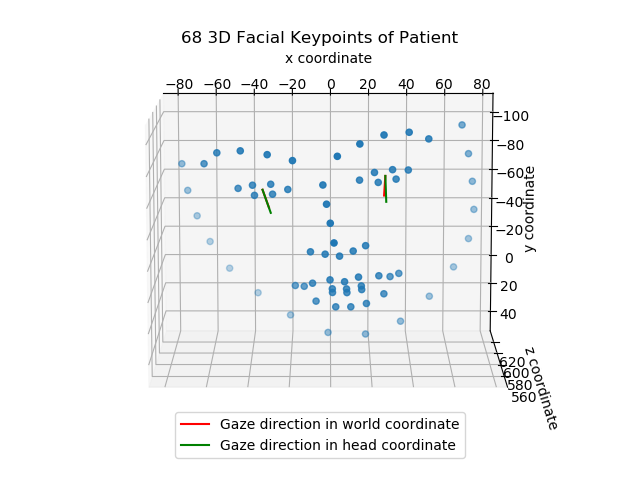 68 3D Facial Keypoints of Patient
x coordinate
−80 −60 −40 −20 0 20 40 60 80
−100
−80
−60
−40
−20
0
20
40
y coordinate
620
600
580
560
z coordinate
Gaze direction in world coordinate
Gaze direction in head coordinate